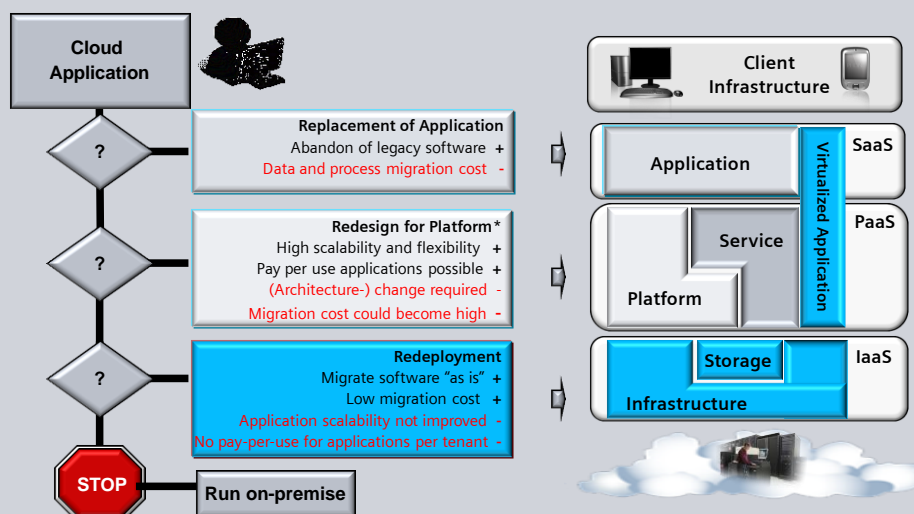 Cloud
Application
?
Replacement of Application
Abandon of legacy software +
Data and process migration cost -
?
Redesign for Platform*
High scalability and flexibility +
Pay per use applications possible +
(Architecture-) change required -
Migration cost could become high -
?
Redeployment
Migrate software "as is" +
Low migration cost +
Application scalability not improved -
No pay-per-use for applications per tenant -
STOP
Run on-premise
Client
Infrastructure
SaaS
Application
Virtualized Application
PaaS
Service
Platform
IaaS
Storage
Infrastructure